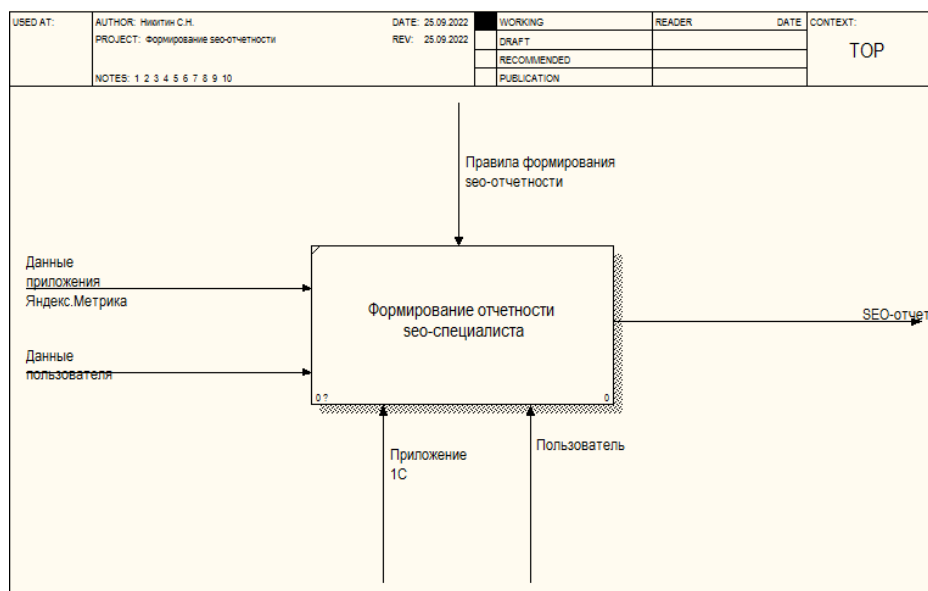 USED AT:
AUTHOR: Никитин С.Н.
DATE: 25.09.2022
WORKING
READER
DATE
CONTEXT:
PROJECT: Формирование seo-отчетности
REV: 25.09.2022
DRAFT
TOP
RECOMMENDED
NOTES: 1 2 3 4 5 6 7 8 9 10
PUBLICATION
Правила формирования
seo-отчетности
Данные
приложения
Яндекс.Метрика
Формирование отчетности
seo-специалиста
SEO-отчет
Данные
пользователя
0 ?
0
Приложение
1С
Пользователь